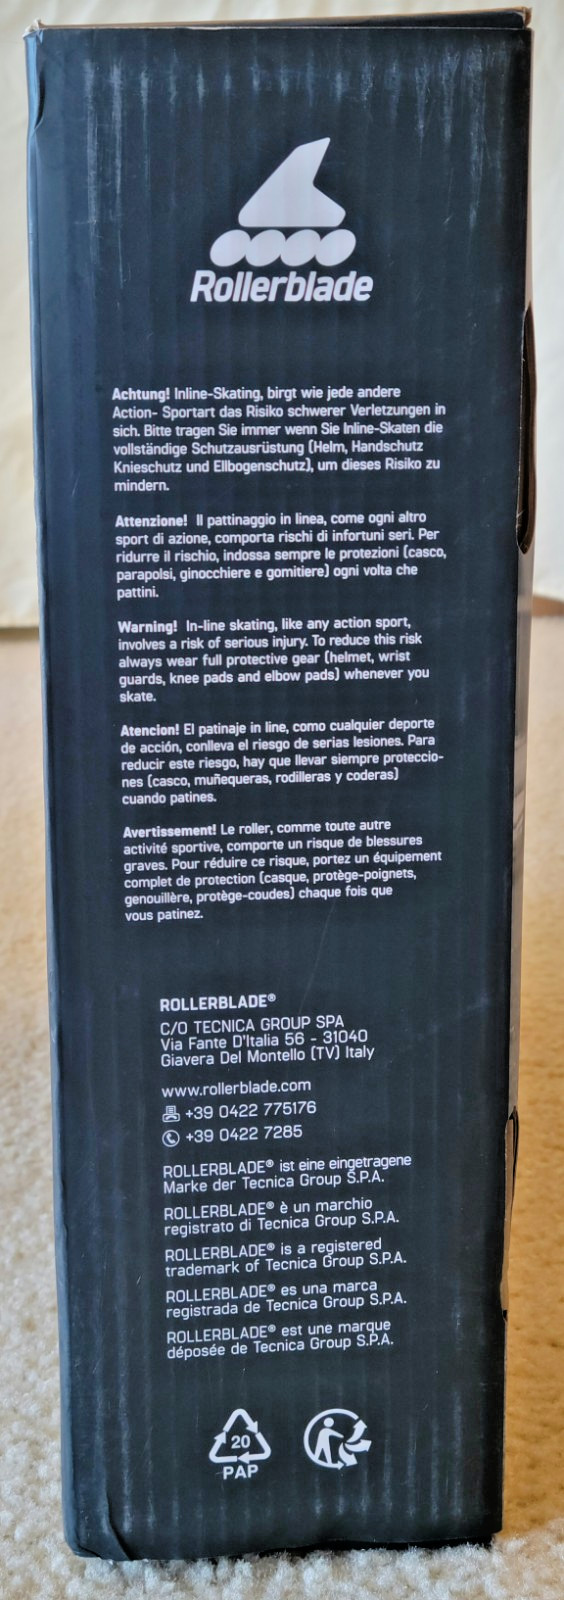 Rollerblade
Achtung! Inline-Skating, birgt wie jede andere
Action- Sportart das Risiko schwerer Verletzungen in
sich. Bitte tragen Sie immer wenn Sie Inline-Skaten die
vollständige Schutzausrüstung (Helm, Handschutz
Knieschutz und Ellbogenschutz), um dieses Risiko zu
mindern.
Attenzione! Il pattinaggio in linea, come ogni altro
sport di azione, comporta rischi di infortuni seri. Per
ridurre il rischio, indossa sempre le protezioni (casco,
parapolsi, ginocchiere e gomitiere) ogni volta che
pattini.
Warning! In-line skating, like any action sport,
involves a risk of serious injury. To reduce this risk
always wear full protective gear (helmet, wrist
guards, knee pads and elbow pads) whenever you
skate.
Atencion! El patinaje in line, como cualquier deporte
de acción, conlleva el riesgo de serias lesiones. Para
reducir este riesgo, hay que llevar siempre proteccio-
nes (casco, muñequeras, rodilleras y coderas)
cuando patines.
Avertissement! Le roller, comme toute autre
activité sportive, comporte un risque de blessures
graves. Pour réduire ce risque, portez un équipement
complet de protection (casque, protège-poignets,
genouillère, protège-coudes) chaque fois que
vous patinez.
ROLLERBLADE®
C/O TECNICA GROUP SPA
Via Fante D'Italia 56 - 31040
Giavera Del Montello (TV) Italy
www.rollerblade.com
+39 0422 775176
+39 0422 7285
ROLLERBLADE® ist eine eingetragene
Marke der Tecnica Group S.P.A.
ROLLERBLADE® è un marchio
registrato di Tecnica Group S.P.A.
ROLLERBLADE® is a registered
trademark of Tecnica Group S.P.A.
ROLLERBLADE® es una marca
registrada de Tecnica Group S.P.A.
ROLLERBLADE® est une marque
déposée de Tecnica Group S.P.A.
20
PAP